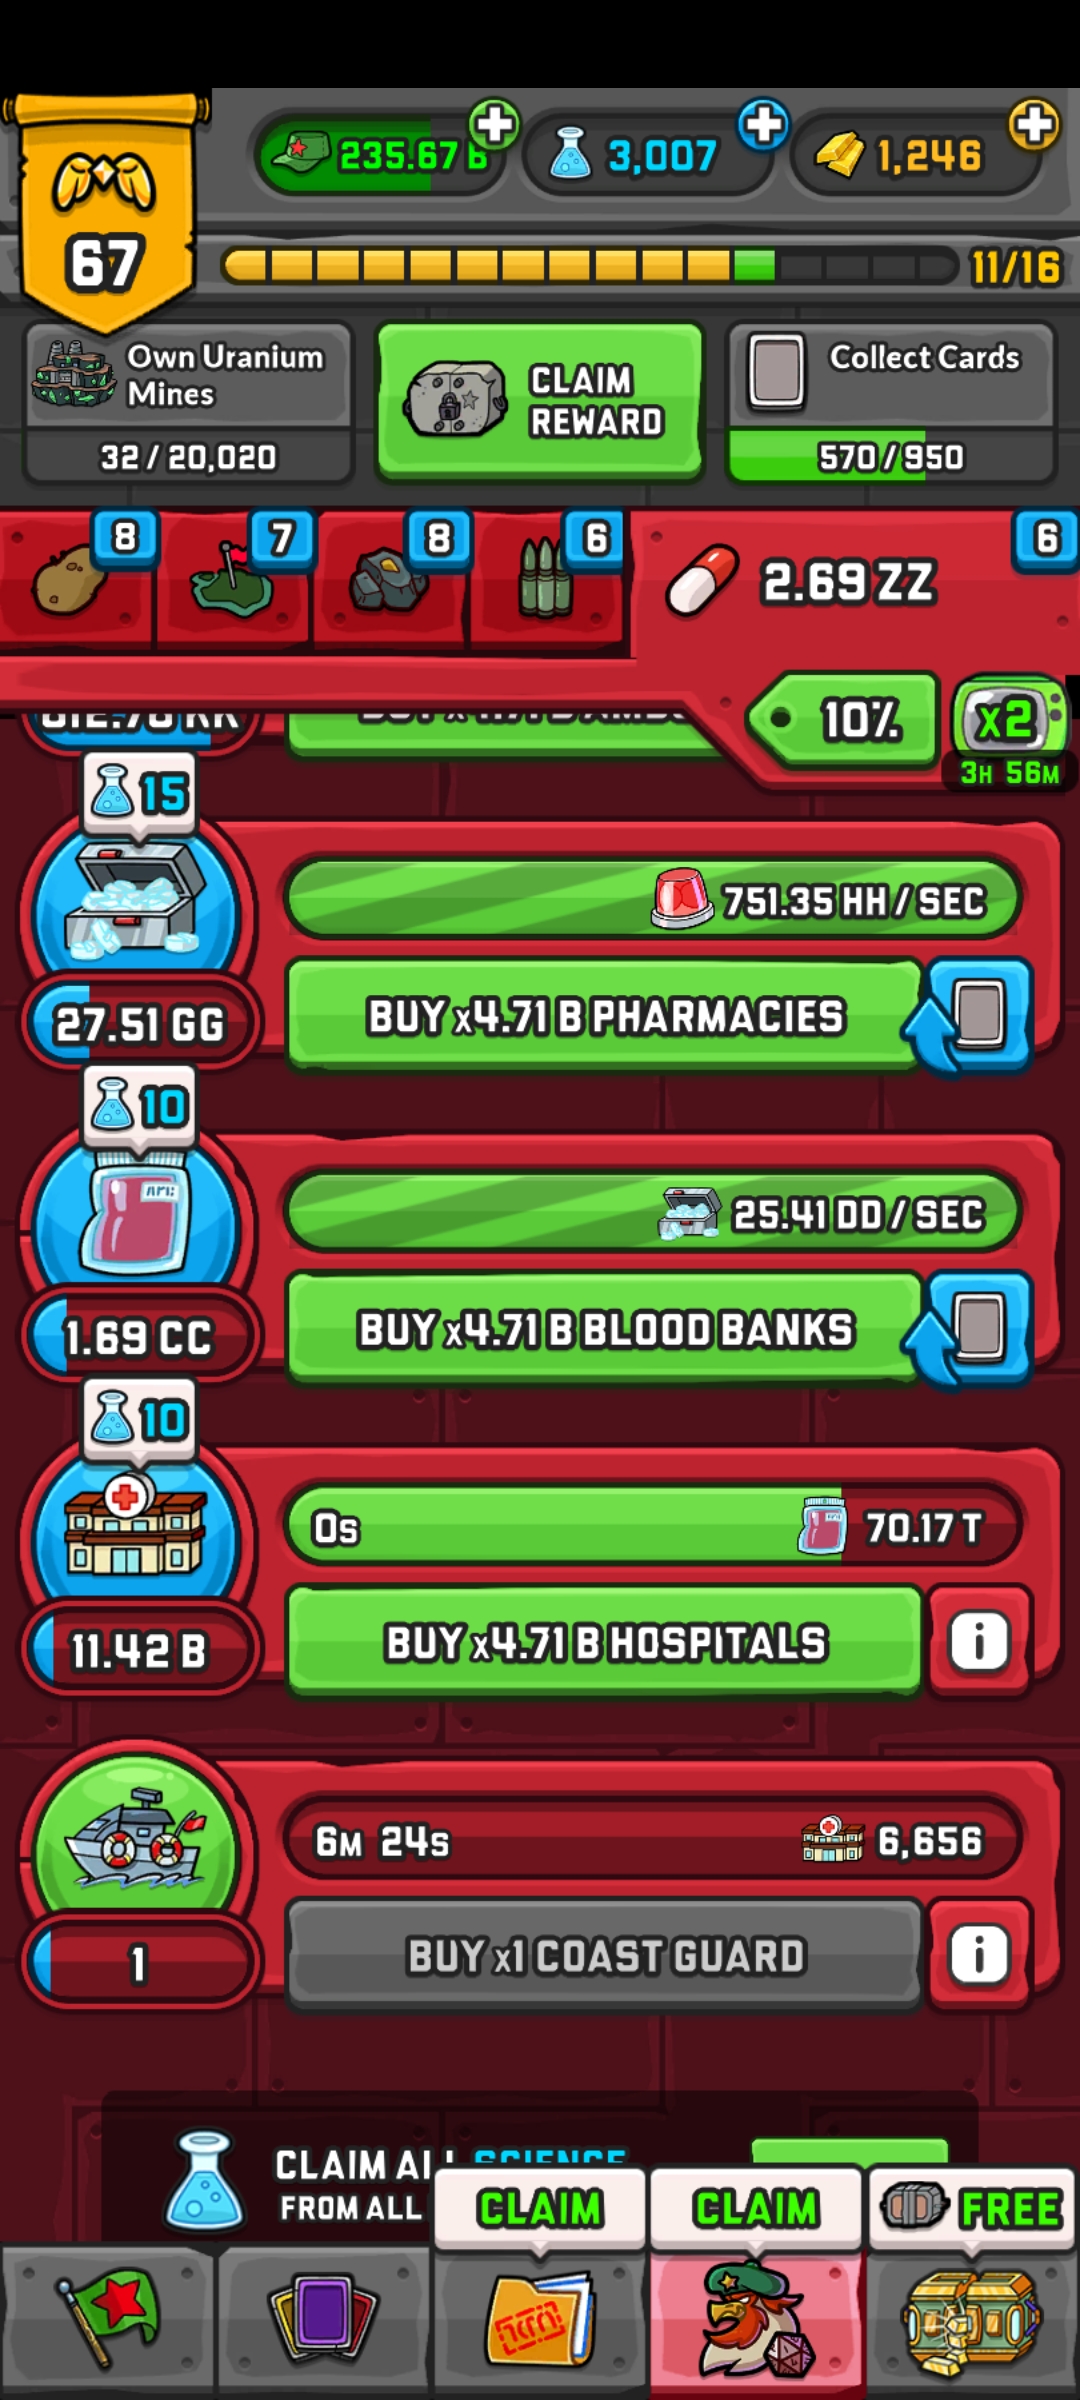 235.67 B
3,007
1,246
67
11/16
Own Uranium
Mines
32 / 20,020
CLAIM
REWARD
Collect Cards
570 / 950
8
7
8
6
2.69 ZZ
6
10%
x2
3H 56M
15
751.35 HH / SEC
27.51 GG
BUY x4.71 B PHARMACIES
10
25.41 DD / SEC
1.69 CC
BUY x4.71 B BLOOD BANKS
10
0s
70.17 T
11.42 B
BUY x4.71 B HOSPITALS
i
6M 24s
6,656
1
BUY x1 COAST GUARD
i
CLAIM ALL SCIENCE
FROM ALL
CLAIM
CLAIM
FREE